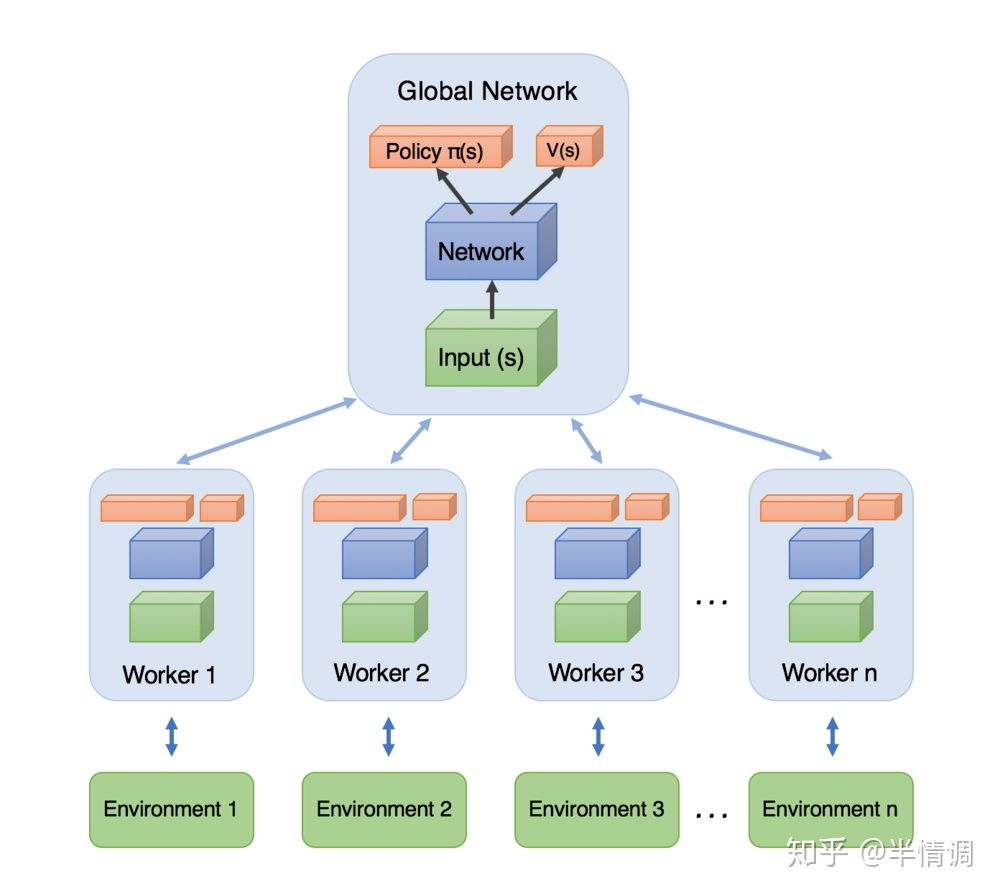 Global Network
Policy π(s)
V(s)
Network
Input (s)
Worker 1
Worker 2
Worker 3
...
Worker n
Environment 1
Environment 2
Environment 3
...
Environment n
知乎 @半情调